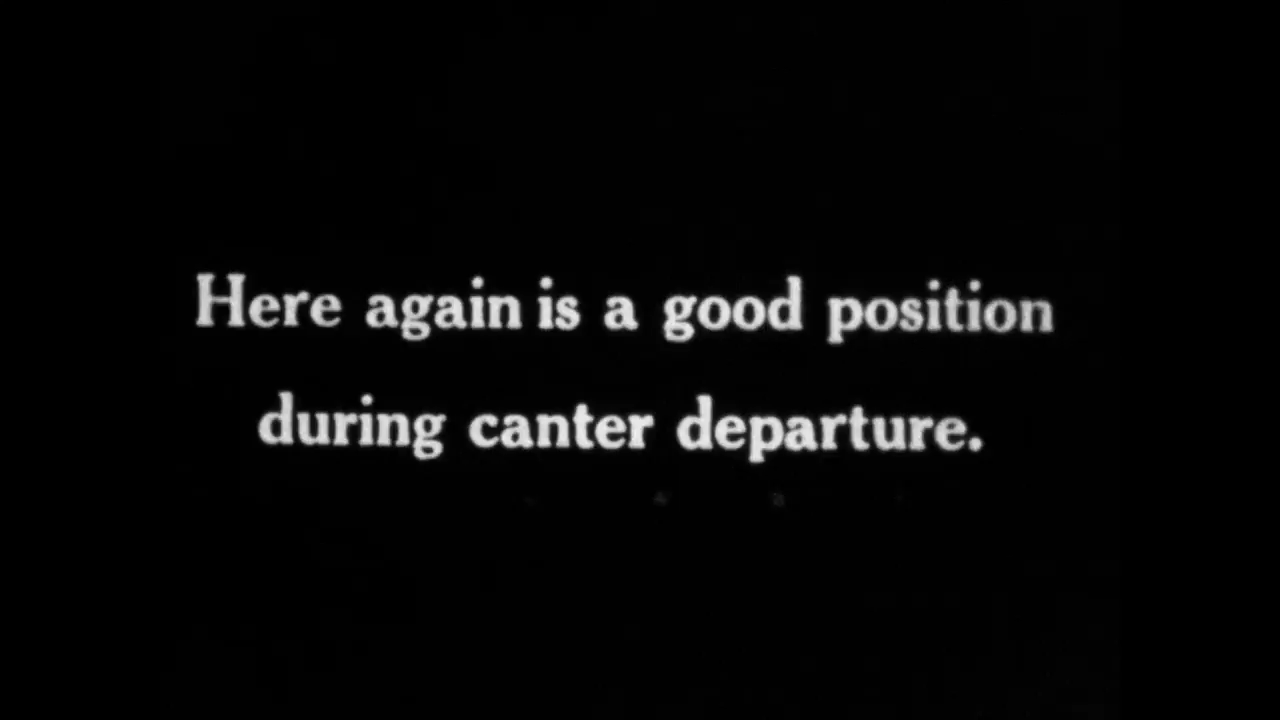 Here again is a good position
during canter departure.